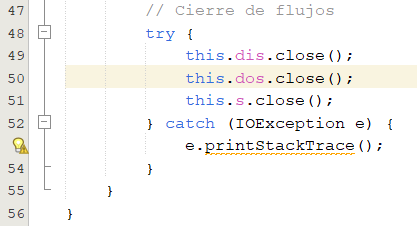 47 // Cierre de flujos
48 try {
49 this.dis.close();
50 this.dos.close();
51 this.s.close();
52 } catch (IOException e) {
e.printStackTrace();
54 }
55 }
56 }